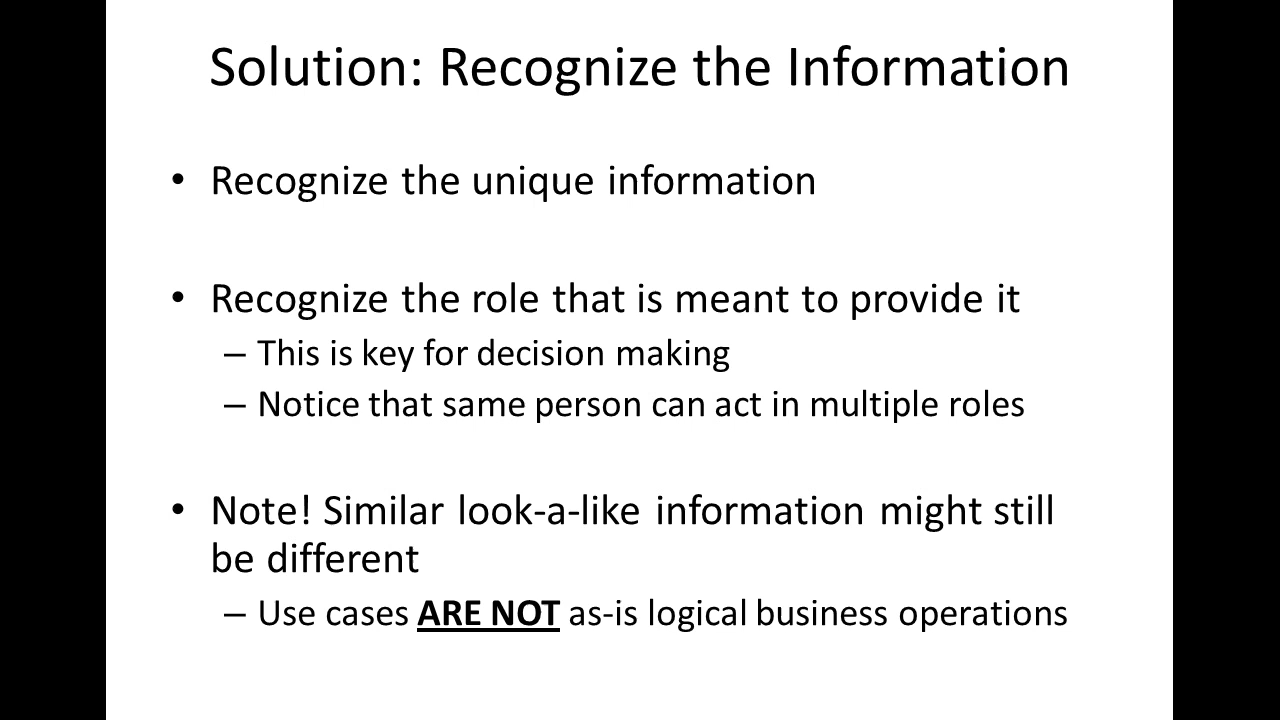 Solution: Recognize the Information
• Recognize the unique information
• Recognize the role that is meant to provide it
– This is key for decision making
– Notice that same person can act in multiple roles
• Note! Similar look-a-like information might still
be different
– Use cases ARE NOT as-is logical business operations